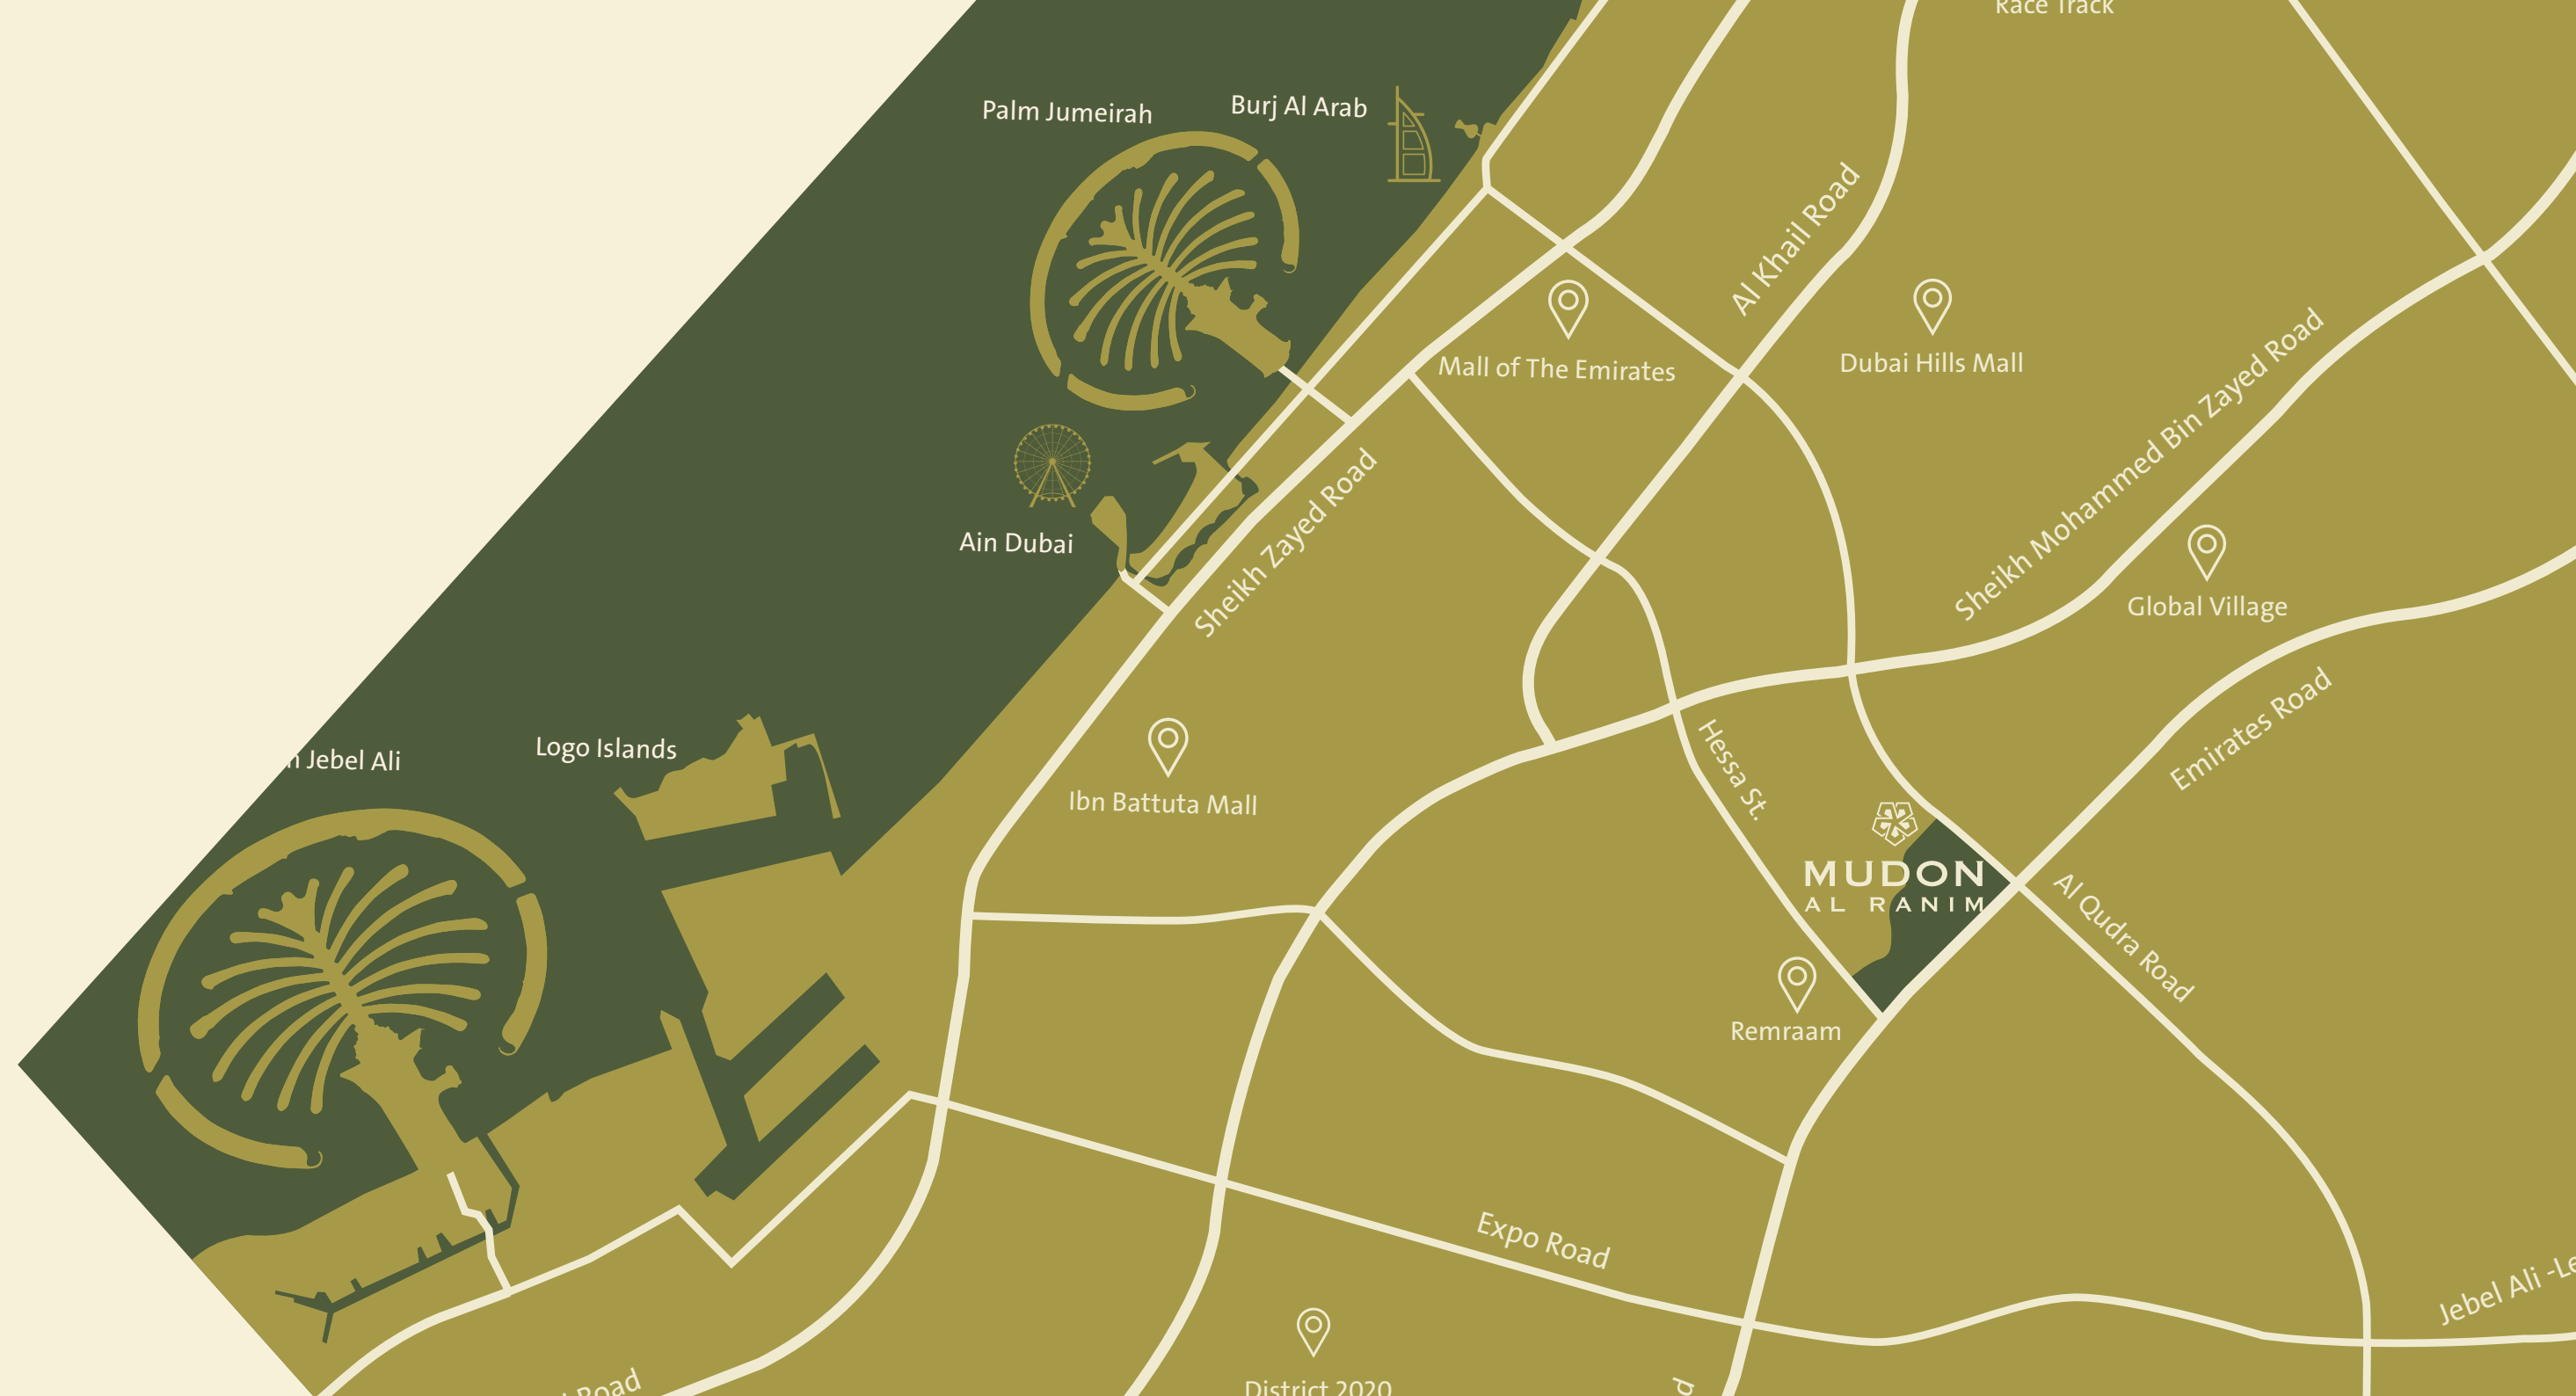 Race Track
Palm Jumeirah
Burj Al Arab
Al Khail Road
Mall of The Emirates
Dubai Hills Mall
Sheikh Mohammed Bin Zayed Road
Ain Dubai
Sheikh Zayed Road
Global Village
Emirates Road
Logo Islands
Jebel Ali
Ibn Battuta Mall
Hessa St.
MUDON
AL RANIM
Al Qudra Road
Remraam
Expo Road
Jebel Ali -Le
District 2020
Road